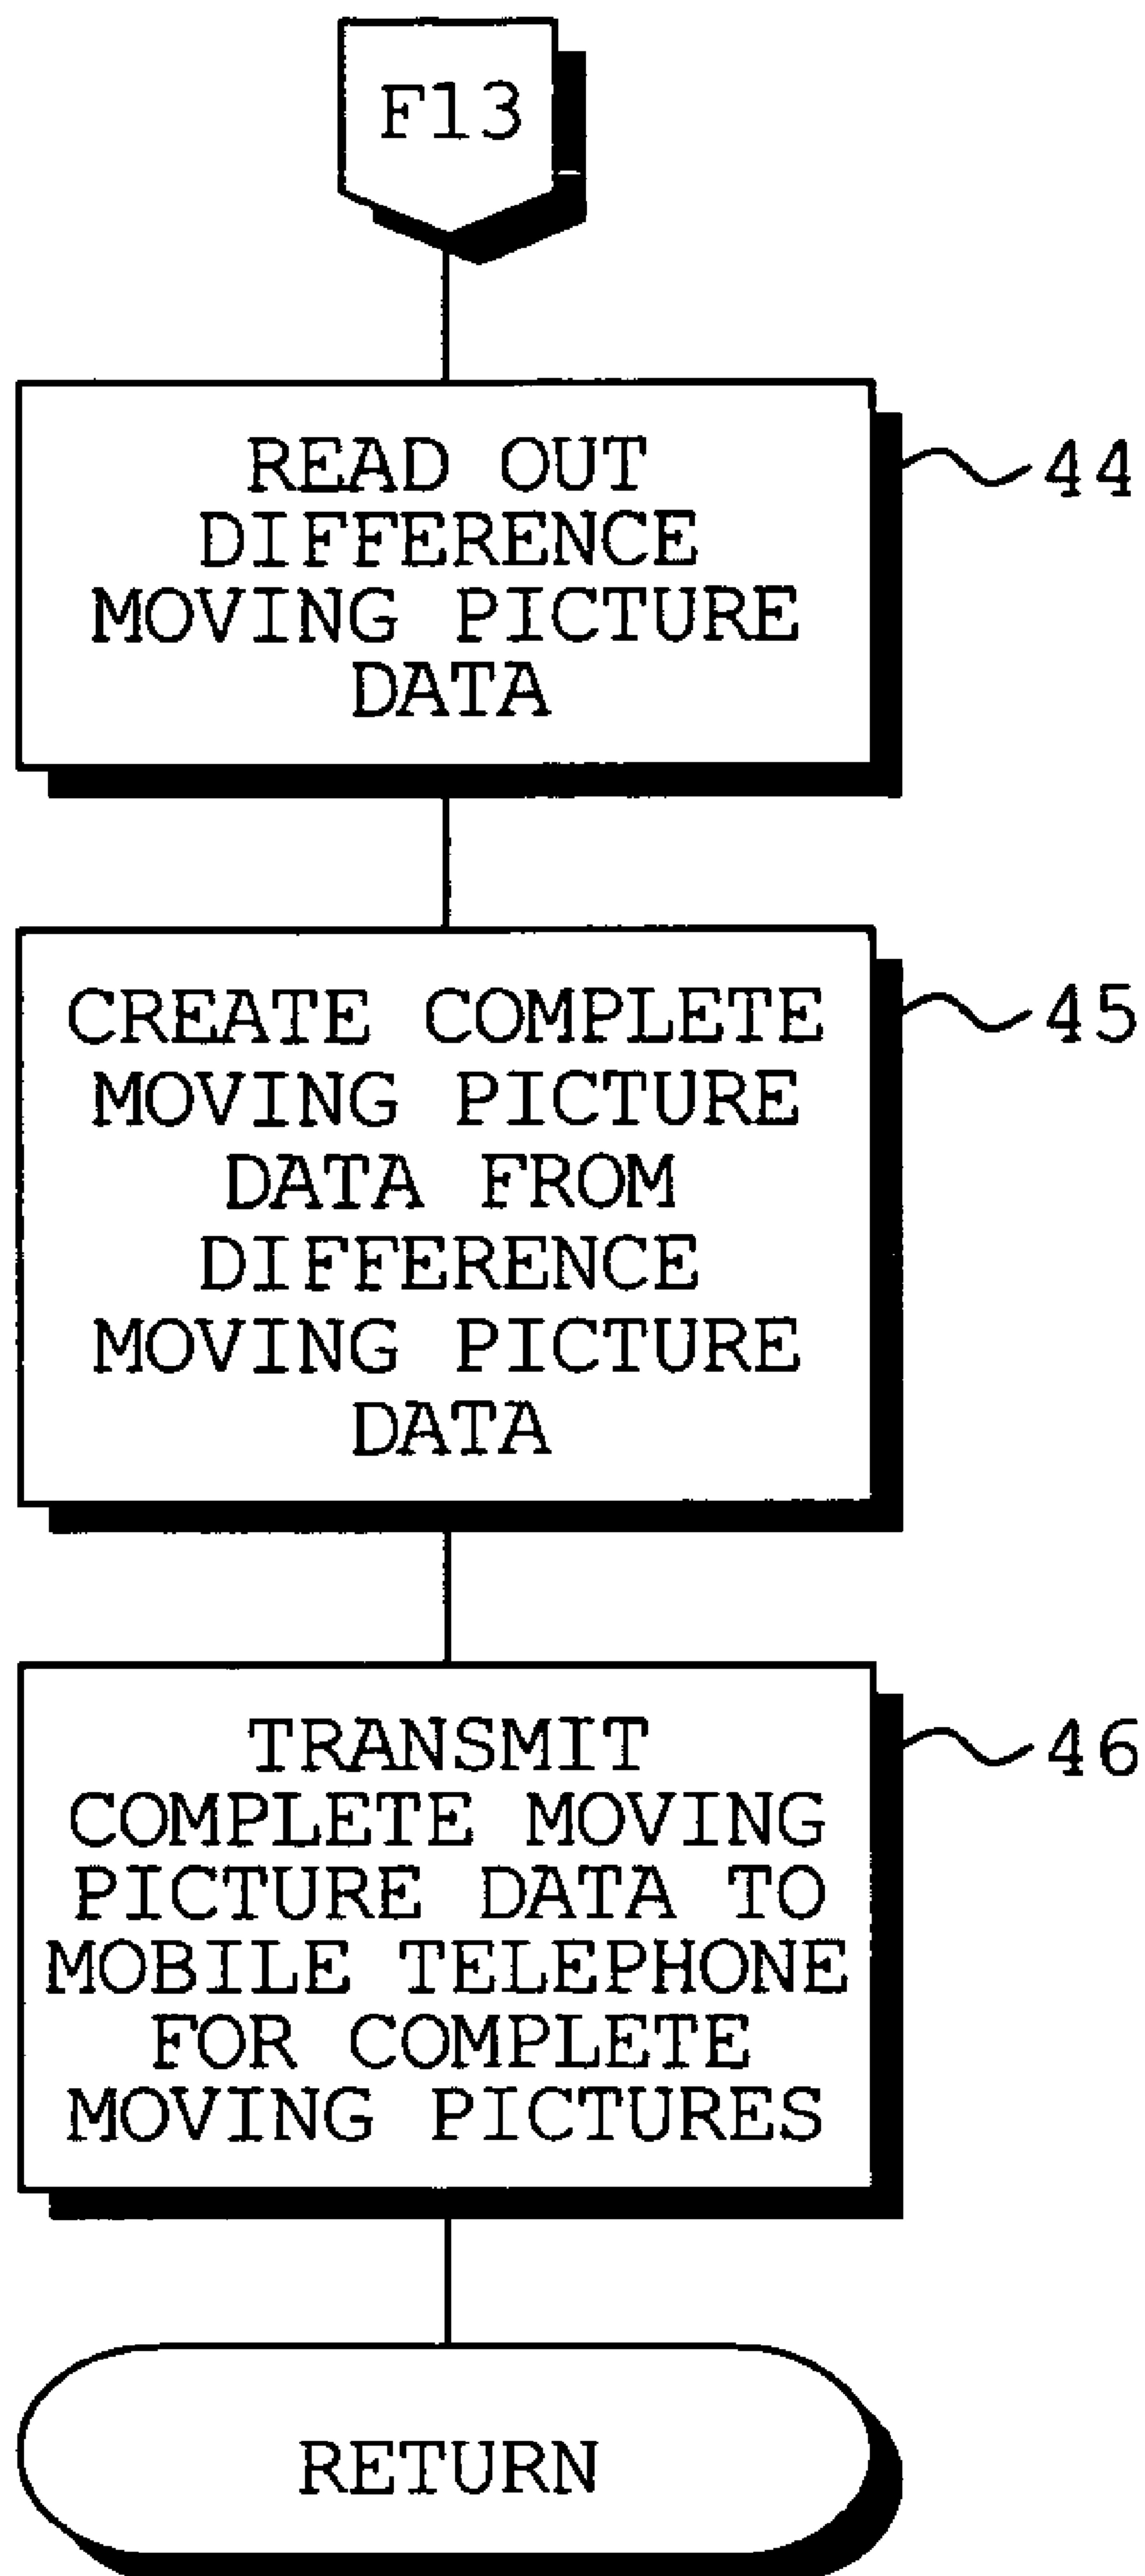 F13
READ OUT
DIFFERENCE
MOVING PICTURE
DATA
44
CREATE COMPLETE
MOVING PICTURE
DATA FROM
DIFFERENCE
MOVING PICTURE
DATA
45
TRANSMIT
COMPLETE MOVING
PICTURE DATA TO
MOBILE TELEPHONE
FOR COMPLETE
MOVING PICTURES
46
RETURN